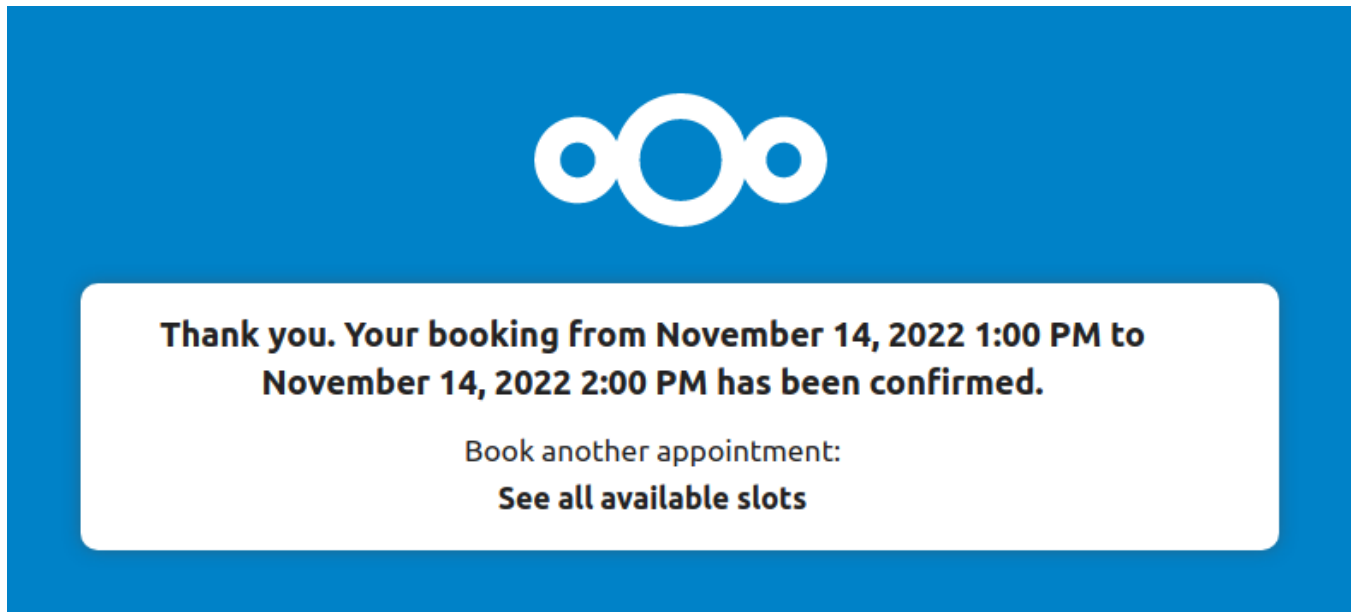 Thank you. Your booking from November 14, 2022 1:00 PM to
November 14, 2022 2:00 PM has been confirmed.
Book another appointment:
See all available slots